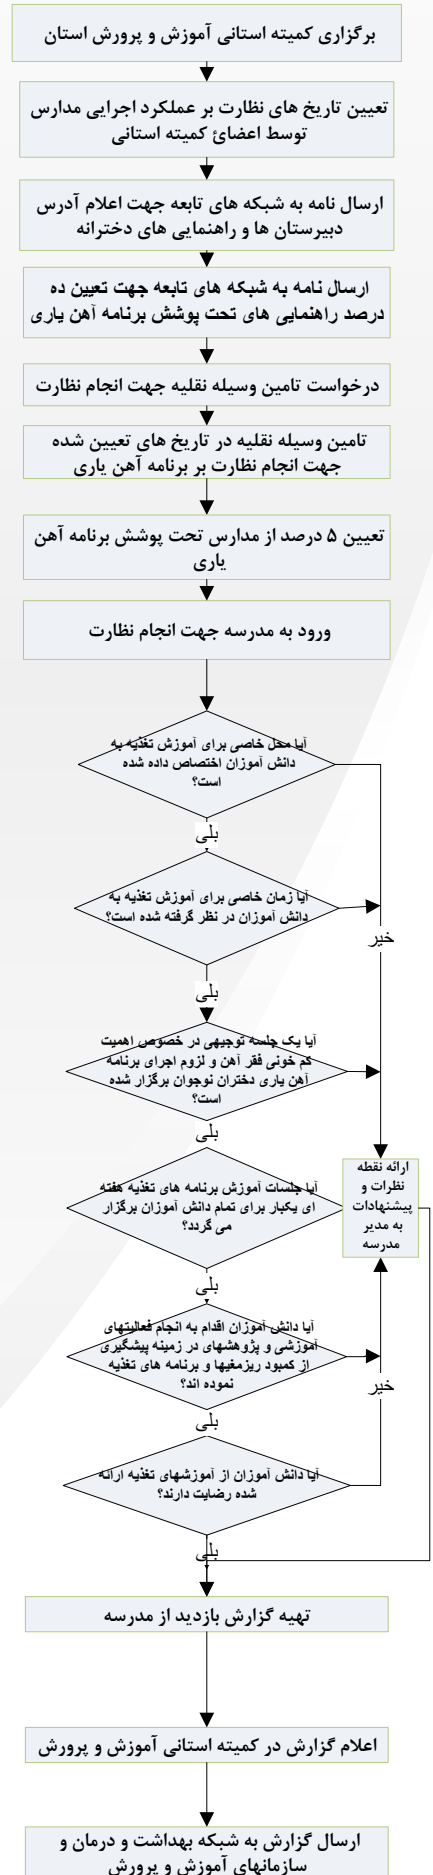 برگزاری کمیته استانی آموزش و پرورش استان
تعیین تاریخ های نظارت بر عملکرد اجرایی مدارس
توسط اعضائ کمیته استانی
ارسال نامه به شبکه های تابعه جهت اعلام آدرس
دبیرستان ها و راهنمایی های دخترانه
ارسال نامه به شبکه های تابعه جهت تعیین ده
درصد راهنمایی های تحت پوشش برنامه آهن یاری
درخواست تامین وسیله نقلیه جهت انجام نظارت
تامین وسیله نقلیه در تاریخ های تعیین شده
جهت انجام نظارت بر برنامه آهن یاری
تعیین ۵ درصد از مدارس تحت پوشش برنامه آهن
یاری
ورود به مدرسه جهت انجام نظارت
آیا محل خاصی برای آموزش تغذیه به
دانش آموزان اختصاص داده شده
است؟
بلی
آیا زمان خاصی برای آموزش تغذیه به
دانش آموزان در نظر گرفته شده است؟
خیر
بلی
آیا یک جلسه توجیهی در خصوص اهمیت
کم خونی فقر آهن و لزوم اجرای برنامه
آهن یاری دختران نوجوان برگزار شده
است؟
بلی
ارائه نقطه
نظرات و
پیشنهادات
به مدیر
مدرسه
آیا جلسات آموزش برنامه های تغذیه هفته
ای یکبار برای تمام دانش آموزان برگزار
می گردد؟
بلی
آیا دانش آموزان اقدام به انجام فعالیتهای
آموزشی و پژوهشهای در زمینه پیشگیری
از کمبود ریزمغیها و برنامه های تغذیه
نموده اند؟
خیر
بلی
آیا دانش آموزان از آموزشهای تغذیه ارائه
شده رضایت دارند؟
بلی
تهیه گزارش بازدید از مدرسه
اعلام گزارش در کمیته استانی آموزش و پرورش
ارسال گزارش به شبکه بهداشت و درمان و
سازمانهای آموزش و پرورش